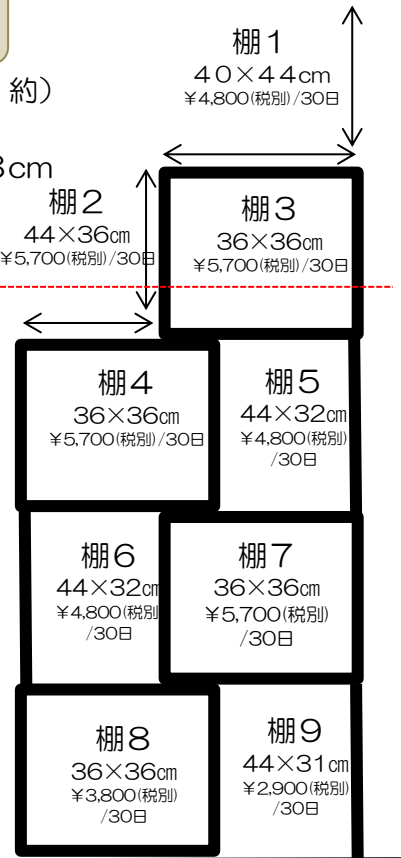 約）
3cm
棚１
４０×４４cm
¥4,800(税別)/30日
棚２
44×36cm
¥5,700(税別)/30日
棚３
36×36cm
¥5,700(税別)/30日
棚４
36×36cm
¥5,700(税別)/30日
棚５
44×32cm
¥4,800(税別)
/30日
棚６
44×32cm
¥4,800(税別)
/30日
棚７
36×36cm
¥5,700(税別)
/30日
棚８
36×36cm
¥3,800(税別)
/30日
棚９
44×31cm
¥2,900(税別)
/30日